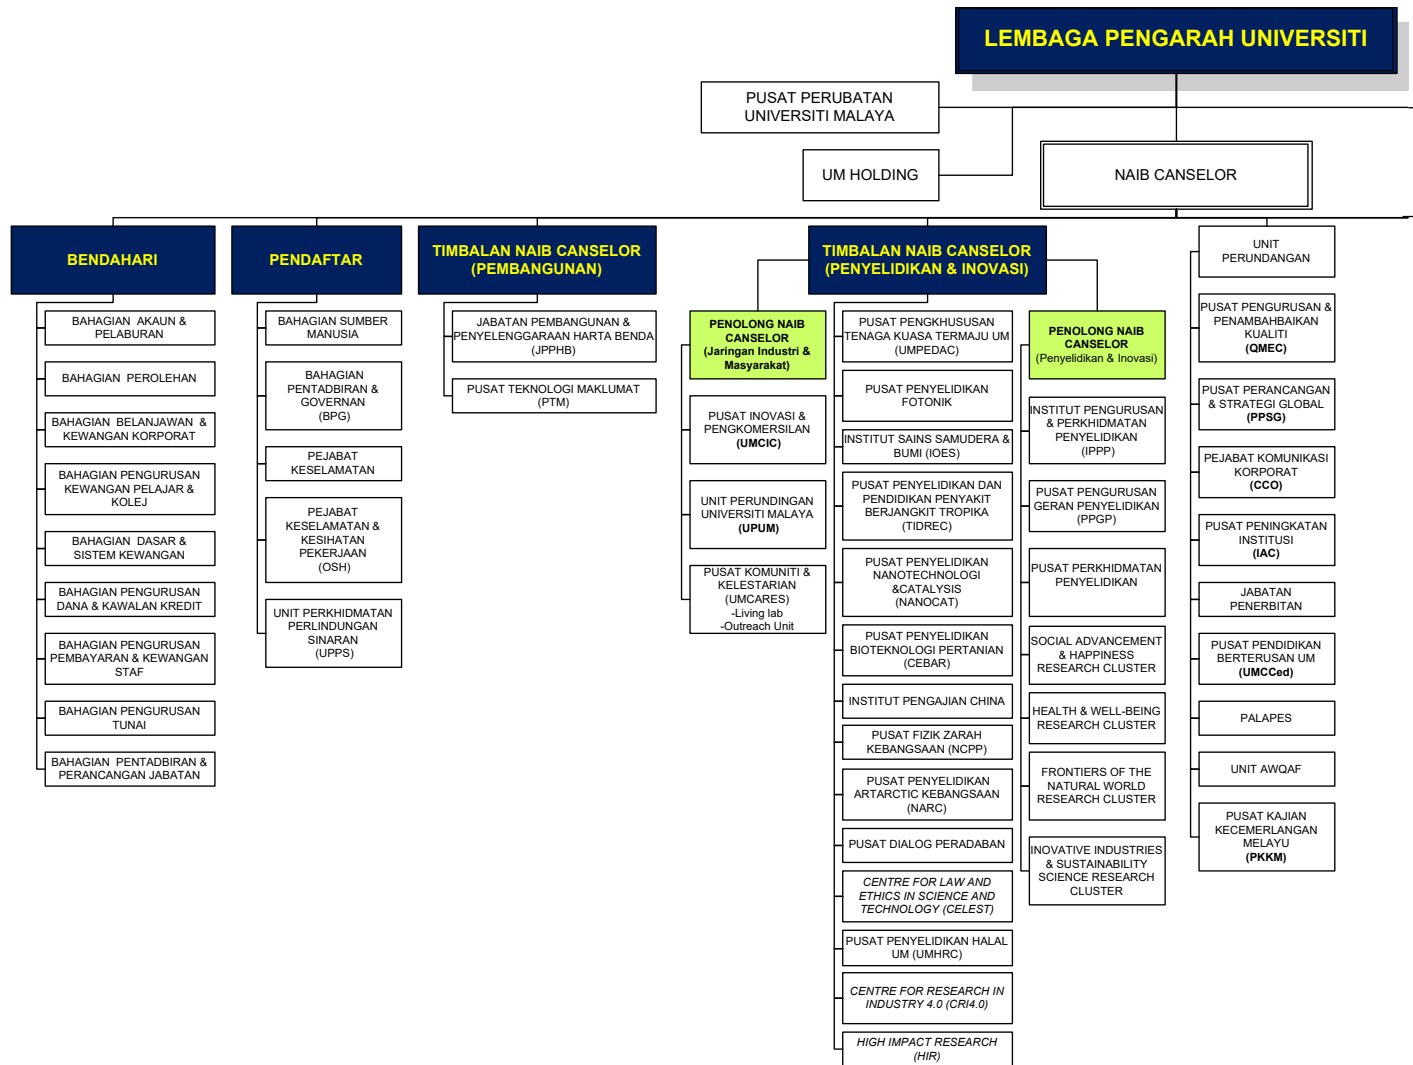 LEMBAGA PENGARAH UNIVERSITI
PUSAT PERUBATAN
UNIVERSITI MALAYA
UM HOLDING
NAIB CANSELOR
BENDAHARI
BAHAGIAN  AKAUN &
PELABURAN
BAHAGIAN  PEROLEHAN
BAHAGIAN  BELANJAWAN  &
KEWANGAN KORPORAT
BAHAGIAN PENGURUSAN
KEWANGAN PELAJAR &
KOLEJ
BAHAGIAN  DASAR &
SISTEM KEWANGAN
BAHAGIAN PENGURUSAN
DANA & KAWALAN KREDIT
BAHAGIAN PENGURUSAN
PEMBAYARAN & KEWANGAN
STAF
BAHAGIAN PENGURUSAN
TUNAI
BAHAGIAN  PENTADBIRAN &
PERANCANGAN JABATAN
PENDAFTAR
BAHAGIAN SUMBER
MANUSIA
BAHAGIAN
PENTADBIRAN &
GOVERNAN
(BPG)
PEJABAT
KESELAMATAN
PEJABAT
KESELAMATAN &
KESIHATAN
PEKERJAAN
(OSH)
UNIT PERKHIDMATAN
PERLINDUNGAN
SINARAN
(UPPS)
TIMBALAN NAIB CANSELOR
(PEMBANGUNAN)
JABATAN PEMBANGUNAN &
PENYELENGGARAAN HARTA BENDA
(JPPHB)
PUSAT TEKNOLOGI MAKLUMAT
(PTM)
TIMBALAN NAIB CANSELOR
(PENYELIDIKAN & INOVASI)
PENOLONG NAIB
CANSELOR
(Jaringan Industri &
Masyarakat)
PUSAT INOVASI &
PENGKOMERSILAN
(UMCIC)
UNIT PERUNDINGAN
UNIVERSITI MALAYA
(UPUM)
PUSAT KOMUNITI &
KELESTARIAN
(UMCARES)
-Living lab
-Outreach Unit
PUSAT PENGKHUSUSAN
TENAGA KUASA TERMAJU UM
(UMPEDAC)
PUSAT PENYELIDIKAN
FOTONIK
INSTITUT SAINS SAMUDERA &
BUMI (IOES)
PUSAT PENYELIDIKAN DAN
PENDIDIKAN PENYAKIT
BERJANGKIT TROPIKA
(TIDREC)
PUSAT PENYELIDIKAN
NANOTECHNOLOGI
&CATALYSIS
(NANOCAT)
PUSAT PENYELIDIKAN
BIOTEKNOLOGI PERTANIAN
(CEBAR)
INSTITUT PENGAJIAN CHINA
PUSAT FIZIK ZARAH
KEBANGSAAN (NCPP)
PUSAT PENYELIDIKAN
ARTARCTIC KEBANGSAAN
(NARC)
PUSAT DIALOG PERADABAN
CENTRE FOR LAW AND
ETHICS IN SCIENCE AND
TECHNOLOGY (CELEST)
PUSAT PENYELIDIKAN HALAL
UM (UMHRC)
CENTRE FOR RESEARCH IN
INDUSTRY 4.0 (CRI4.0)
HIGH IMPACT RESEARCH
(HIR)
PENOLONG NAIB
CANSELOR
(Penyelidikan & Inovasi)
INSTITUT PENGURUSAN
& PERKHIDMATAN
PENYELIDIKAN
(IPPP)
PUSAT PENGURUSAN
GERAN PENYELIDIKAN
(PPGP)
PUSAT PERKHIDMATAN
PENYELIDIKAN
SOCIAL ADVANCEMENT
& HAPPINESS
RESEARCH CLUSTER
HEALTH & WELL-BEING
RESEARCH CLUSTER
FRONTIERS OF THE
NATURAL WORLD
RESEARCH CLUSTER
INOVATIVE INDUSTRIES
& SUSTAINABILITY
SCIENCE RESEARCH
CLUSTER
UNIT
PERUNDANGAN
PUSAT PENGURUSAN &
PENAMBAHBAIKAN
KUALITI
(QMEC)
PUSAT PERANCANGAN
& STRATEGI GLOBAL
(PPSG)
PEJABAT KOMUNIKASI
KORPORAT
(CCO)
PUSAT PENINGKATAN
INSTITUSI
(IAC)
JABATAN
PENERBITAN
PUSAT PENDIDIKAN
BERTERUSAN UM
(UMCCed)
PALAPES
UNIT AWQAF
PUSAT KAJIAN
KECEMERLANGAN
MELAYU
(PKKM)